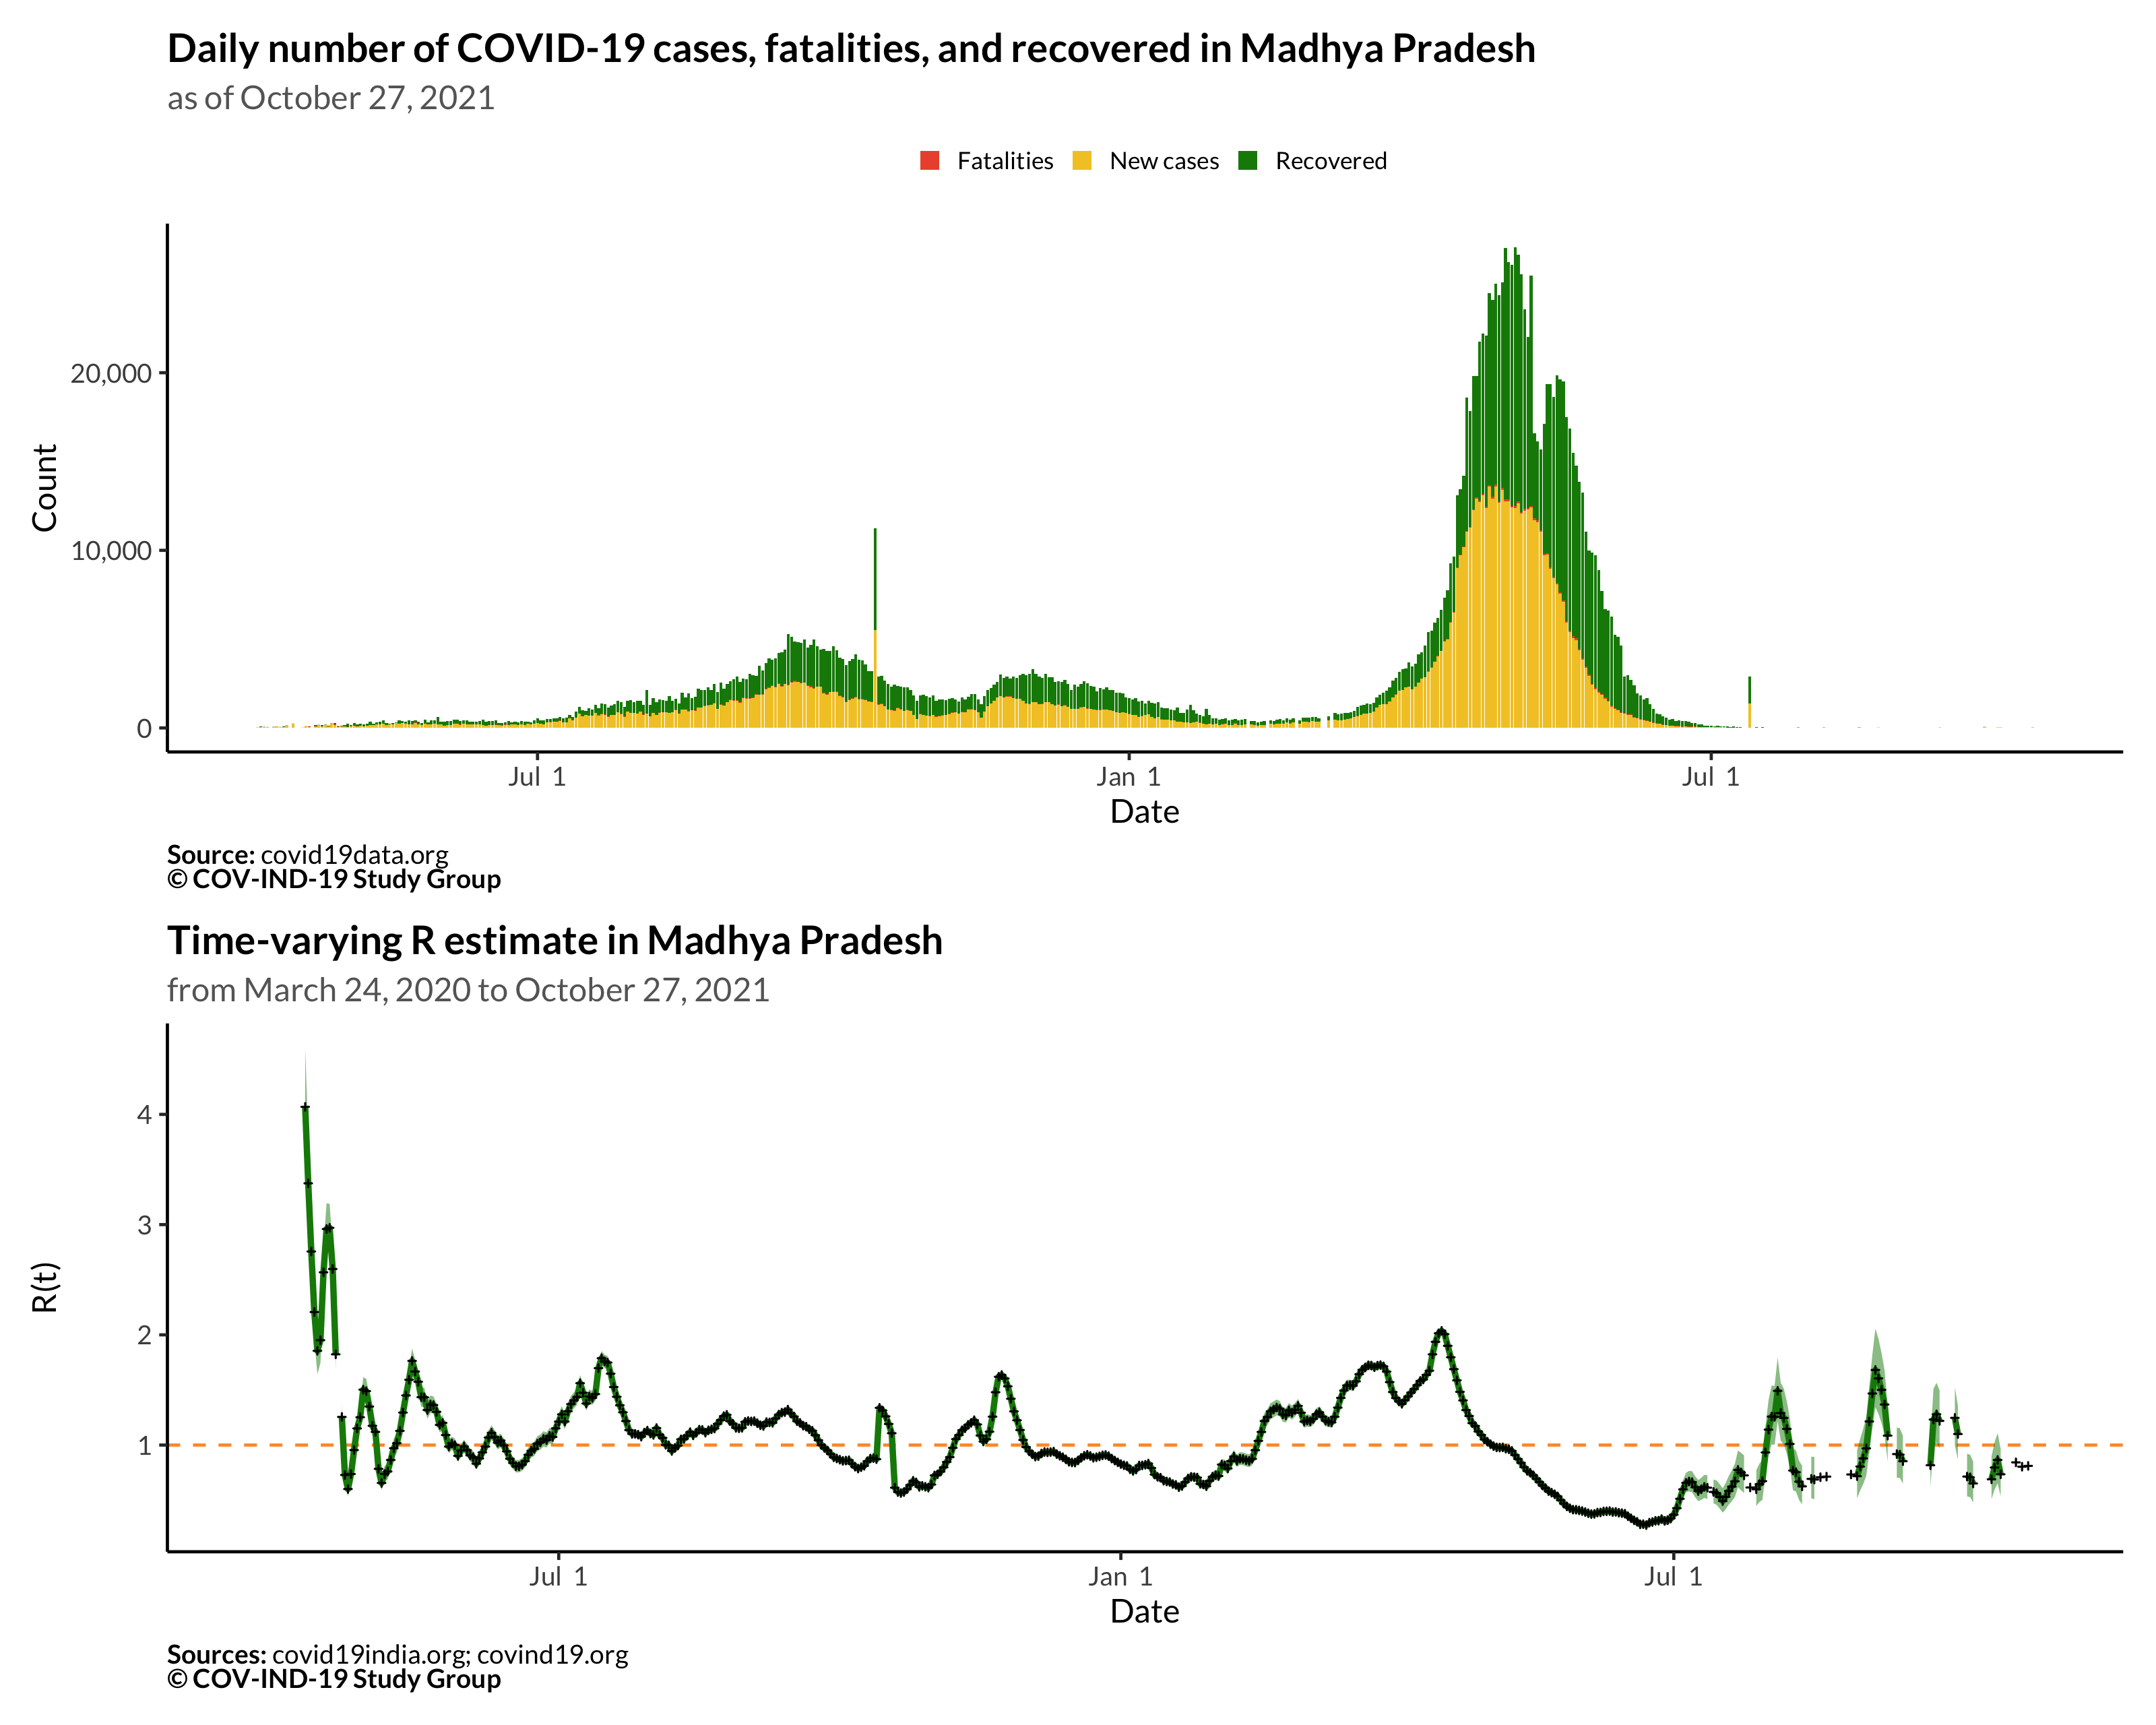 Daily number of COVID-19 cases, fatalities, and recovered in Madhya Pradesh
as of October 27, 2021
Fatalities New cases Recovered
Count
20,000
10,000
0
Jul 1 Jan 1 Jul 1
Date
Source: covid19data.org
© COV-IND-19 Study Group
Time-varying R estimate in Madhya Pradesh
from March 24, 2020 to October 27, 2021
R(t)
4
3
2
1
Jul 1 Jan 1 Jul 1
Date
Sources: covid19india.org; covind19.org
© COV-IND-19 Study Group